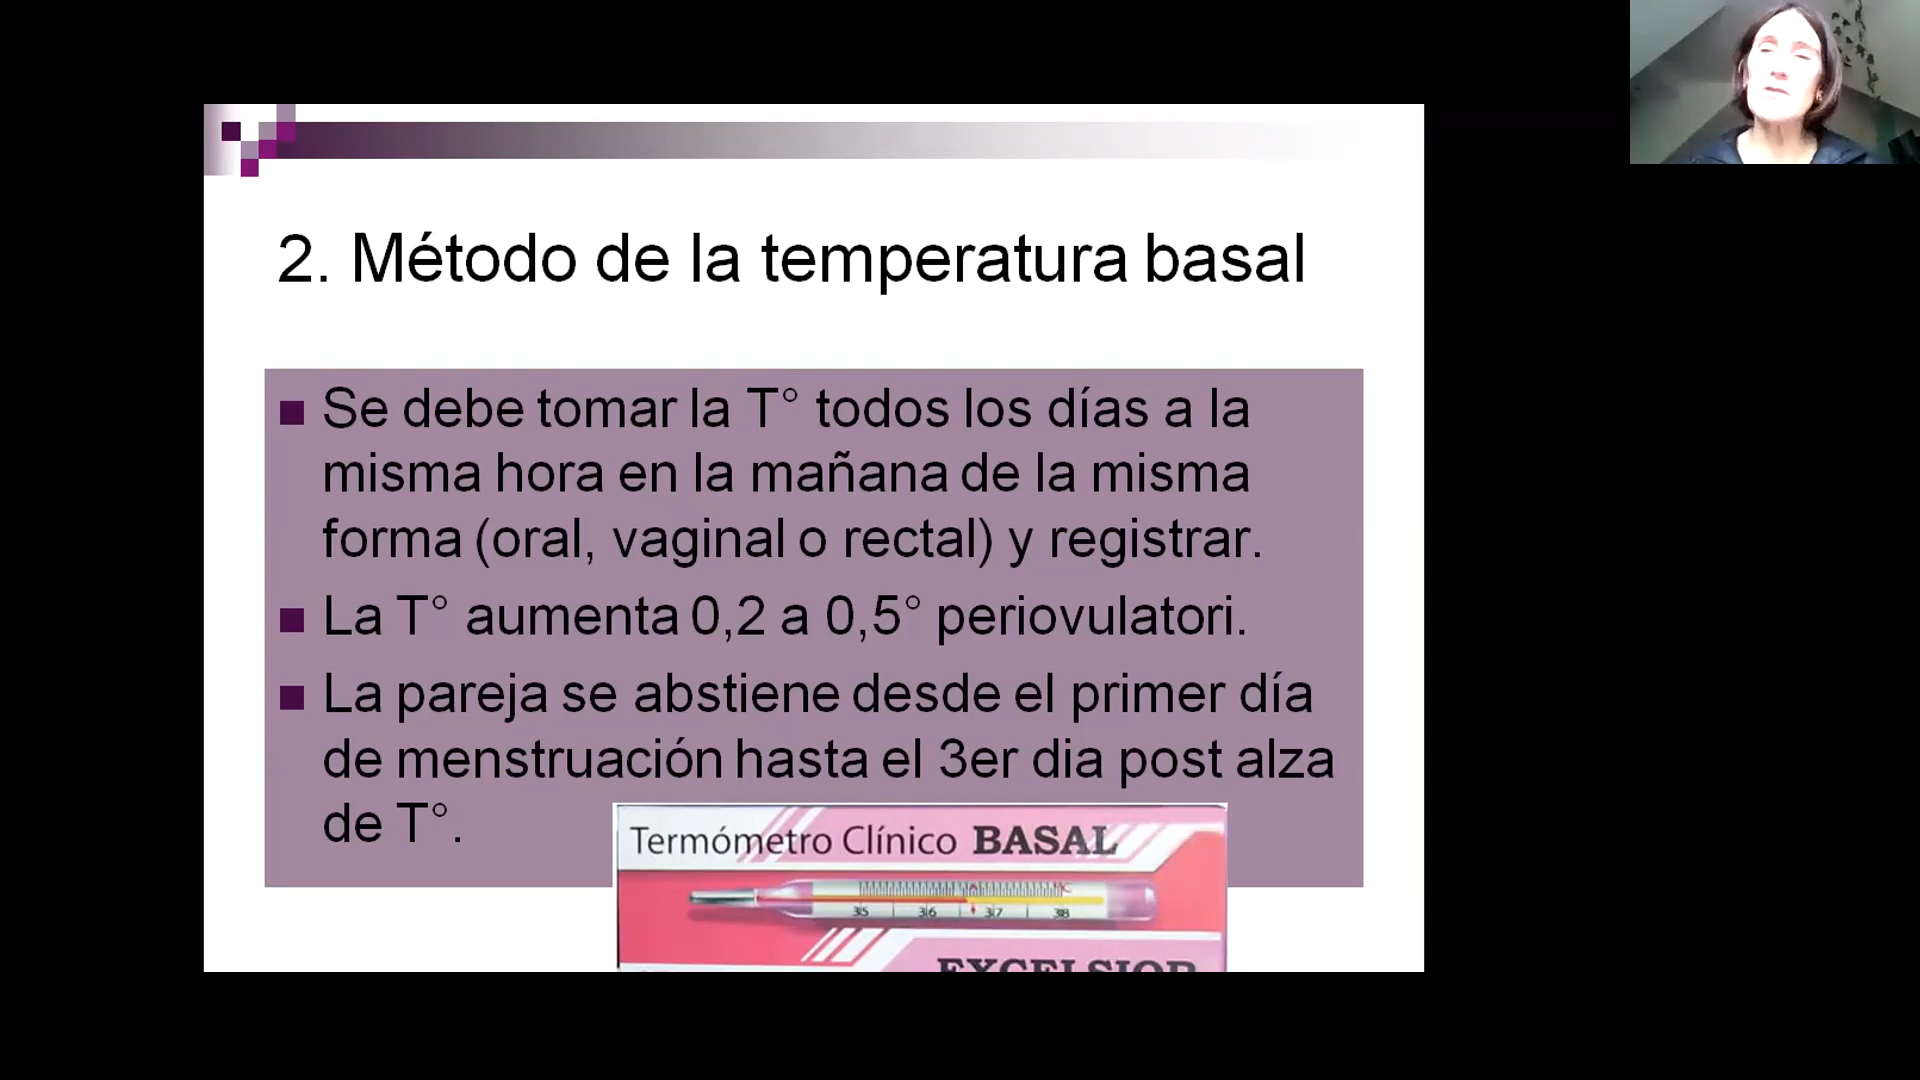 2. Método de la temperatura basal
Se debe tomar la T° todos los días a la
misma hora en la mañana de la misma
forma (oral, vaginal o rectal) y registrar.
La T° aumenta 0,2 a 0,5° periovulatori.
La pareja se abstiene desde el primer día
de menstruación hasta el 3er dia post alza
de T°.
Termómetro Clínico BASAL
°C
35 36 37 38
EXCELSIOR